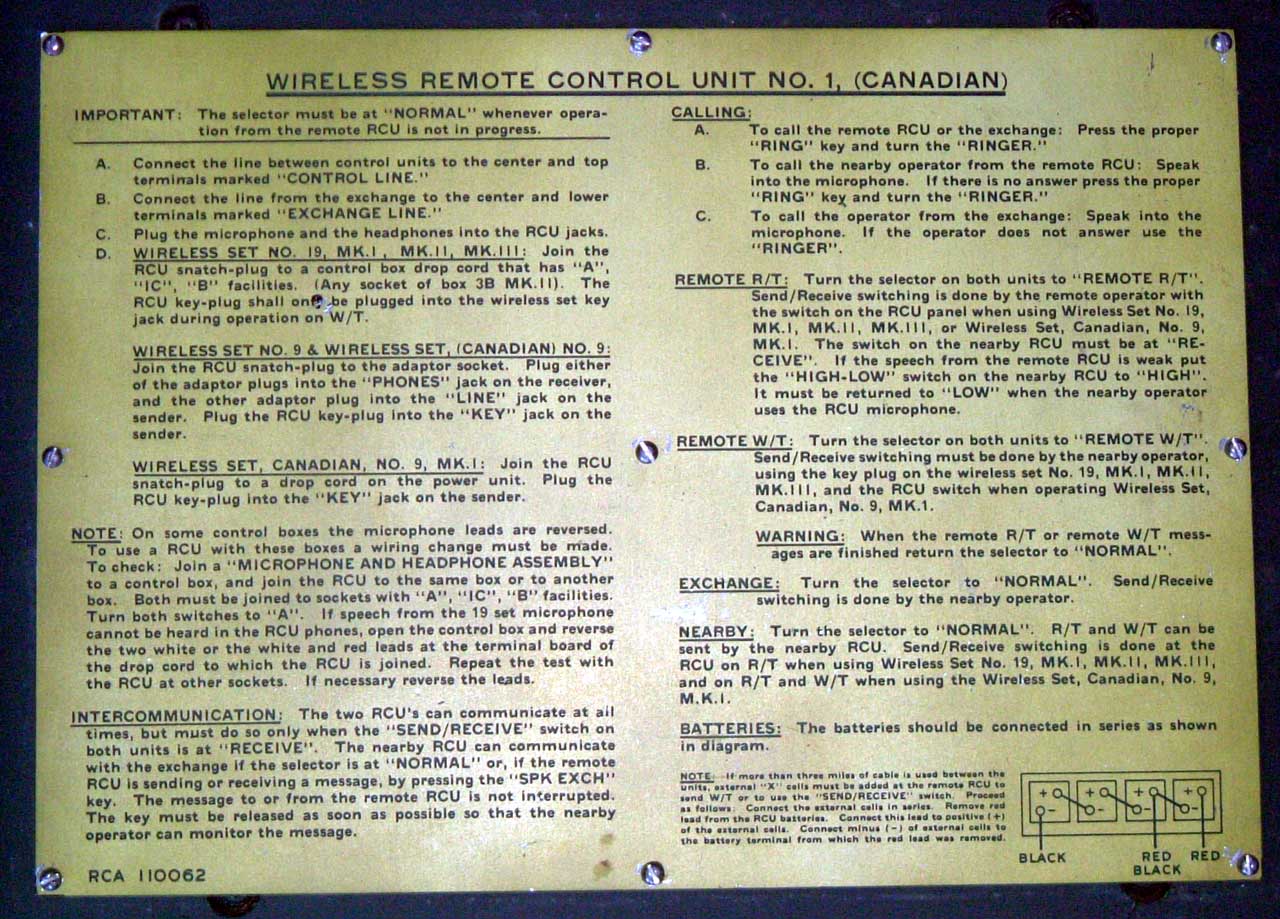 WIRELESS REMOTE CONTROL UNIT NO. 1, (CANADIAN)
IMPORTANT: The selector must be at "NORMAL" whenever opera-
tion from the remote RCU is not in progress.
A. Connect the line between control units to the center and top
terminals marked "CONTROL LINE."
B. Connect the line from the exchange to the center and lower
terminals marked "EXCHANGE LINE."
C. Plug the microphone and the headphones into the RCU jacks.
D. WIRELESS SET NO. 19, MK.I, MK.II, MK.III: Join the
RCU snatch-plug to a control box drop cord that has "A",
"IC", "B" facilities. (Any socket of box 3B MK.II). The
RCU key-plug shall be plugged into the wireless set key
jack during operation on W/T.
WIRELESS SET NO. 9 & WIRELESS SET, (CANADIAN) NO. 9:
Join the RCU snatch-plug to the adaptor socket. Plug either
of the adaptor plugs into the "PHONES" jack on the receiver,
and the other adaptor plug into the "LINE" jack on the
sender. Plug the RCU key-plug into the "KEY" jack on the
sender.
WIRELESS SET, CANADIAN, NO. 9, MK.I: Join the RCU
snatch-plug to a drop cord on the power unit. Plug the
RCU key-plug into the "KEY" jack on the sender.
NOTE: On some control boxes the microphone leads are reversed.
To use a RCU with these boxes a wiring change must be made.
To check: Join a "MICROPHONE AND HEADPHONE ASSEMBLY"
to a control box, and join the RCU to the same box or to another
box. Both must be joined to sockets with "A", "IC", "B" facilities.
Turn both switches to "A". If speech from the 19 set microphone
cannot be heard in the RCU phones, open the control box and reverse
the two white or the white and red leads at the terminal board of
the drop cord to which the RCU is joined. Repeat the test with
the RCU at other sockets. If necessary reverse the leads.
INTERCOMMUNICATION: The two RCU's can communicate at all
times, but must do so only when the "SEND/RECEIVE" switch on
both units is at "RECEIVE". The nearby RCU can communicate
with the exchange if the selector is at "NORMAL" or, if the remote
RCU is sending or receiving a message, by pressing the "SPK EXCH"
key. The message to or from the remote RCU is not interrupted.
The key must be released as soon as possible so that the nearby
operator can monitor the message.
RCA 110062
CALLING:
A. To call the remote RCU or the exchange: Press the proper
"RING" key and turn the "RINGER."
B. To call the nearby operator from the remote RCU: Speak
into the microphone. If there is no answer press the proper
"RING" key and turn the "RINGER."
C. To call the operator from the exchange: Speak into the
microphone. If the operator does not answer use the
"RINGER".
REMOTE R/T: Turn the selector on both units to "REMOTE R/T".
Send/Receive switching is done by the remote operator with
the switch on the RCU panel when using Wireless Set No. 19,
MK.I, MK.II, MK.III, or Wireless Set, Canadian, No. 9,
MK.I. The switch on the nearby RCU must be at "RE-
CEIVE". If the speech from the remote RCU is weak put
the "HIGH-LOW" switch on the nearby RCU to "HIGH".
It must be returned to "LOW" when the nearby operator
uses the RCU microphone.
REMOTE W/T: Turn the selector on both units to "REMOTE W/T".
Send/Receive switching must be done by the nearby operator,
using the key plug on the wireless set No. 19, MK.I, MK.II,
MK.III, and the RCU switch when operating Wireless Set,
Canadian, No. 9, MK.I.
WARNING: When the remote R/T or remote W/T mess-
ages are finished return the selector to "NORMAL".
EXCHANGE: Turn the selector to "NORMAL". Send/Receive
switching is done by the nearby operator.
NEARBY: Turn the selector to "NORMAL". R/T and W/T can be
sent by the nearby RCU. Send/Receive switching is done at the
RCU on R/T when using Wireless Set No. 19, MK.I, MK.II, MK.III,
and on R/T and W/T when using the Wireless Set, Canadian, No. 9,
M.K.I.
BATTERIES: The batteries should be connected in series as shown
in diagram.
NOTE: If more than three miles of cable is used between the
units, external "X" cells must be added at the remote RCU to
send W/T or to use the "SEND/RECEIVE" switch. Proceed
as follows: Connect the external cells in series. Remove red
lead from the RCU batteries. Connect this lead to positive (+)
of the external cells. Connect minus (-) of external cells to
the battery terminal from which the red lead was removed.
+ + + +
- - - -
BLACK RED RED
BLACK